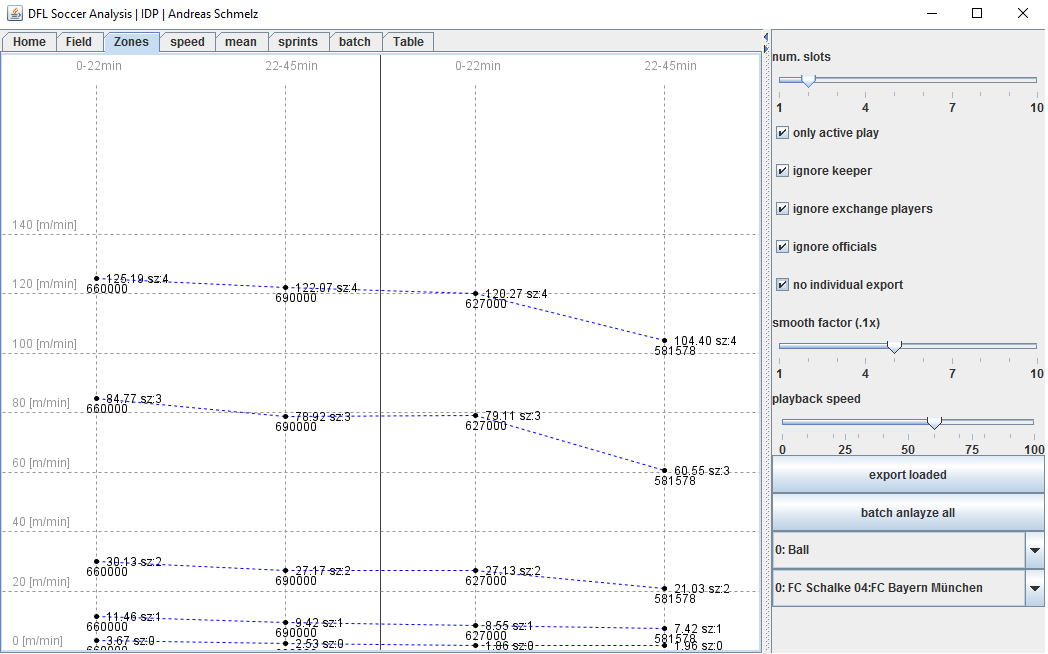 DFL Soccer Analysis | IDP | Andreas Schmelz
Home Field Zones speed mean sprints batch Table
0-22min 22-45min 0-22min 22-45min
140 [m/min]
120 [m/min]
125.19 sz:4 122.07 sz:4 120.27 sz:4
660000 690000 627000
100 [m/min]
104.40 sz:4
581578
80 [m/min]
84.77 sz:3 78.92 sz:3 79.11 sz:3
660000 690000 627000
60 [m/min]
60.55 sz:3
581578
40 [m/min]
30.13 sz:2 27.17 sz:2 27.13 sz:2
660000 690000 627000
20 [m/min]
21.03 sz:2
581578
11.46 sz:1 9.42 sz:1 8.55 sz:1 7.42 sz:1
660000 690000 627000 581578
0 [m/min]
3.67 sz:0 2.53 sz:0 1.96 sz:0
num. slots
1 4 7 10
only active play
ignore keeper
ignore exchange players
ignore officials
no individual export
smooth factor (.1x)
1 4 7 10
playback speed
0 25 50 75 100
export loaded
batch anlayze all
0: Ball
0: FC Schalke 04:FC Bayern München